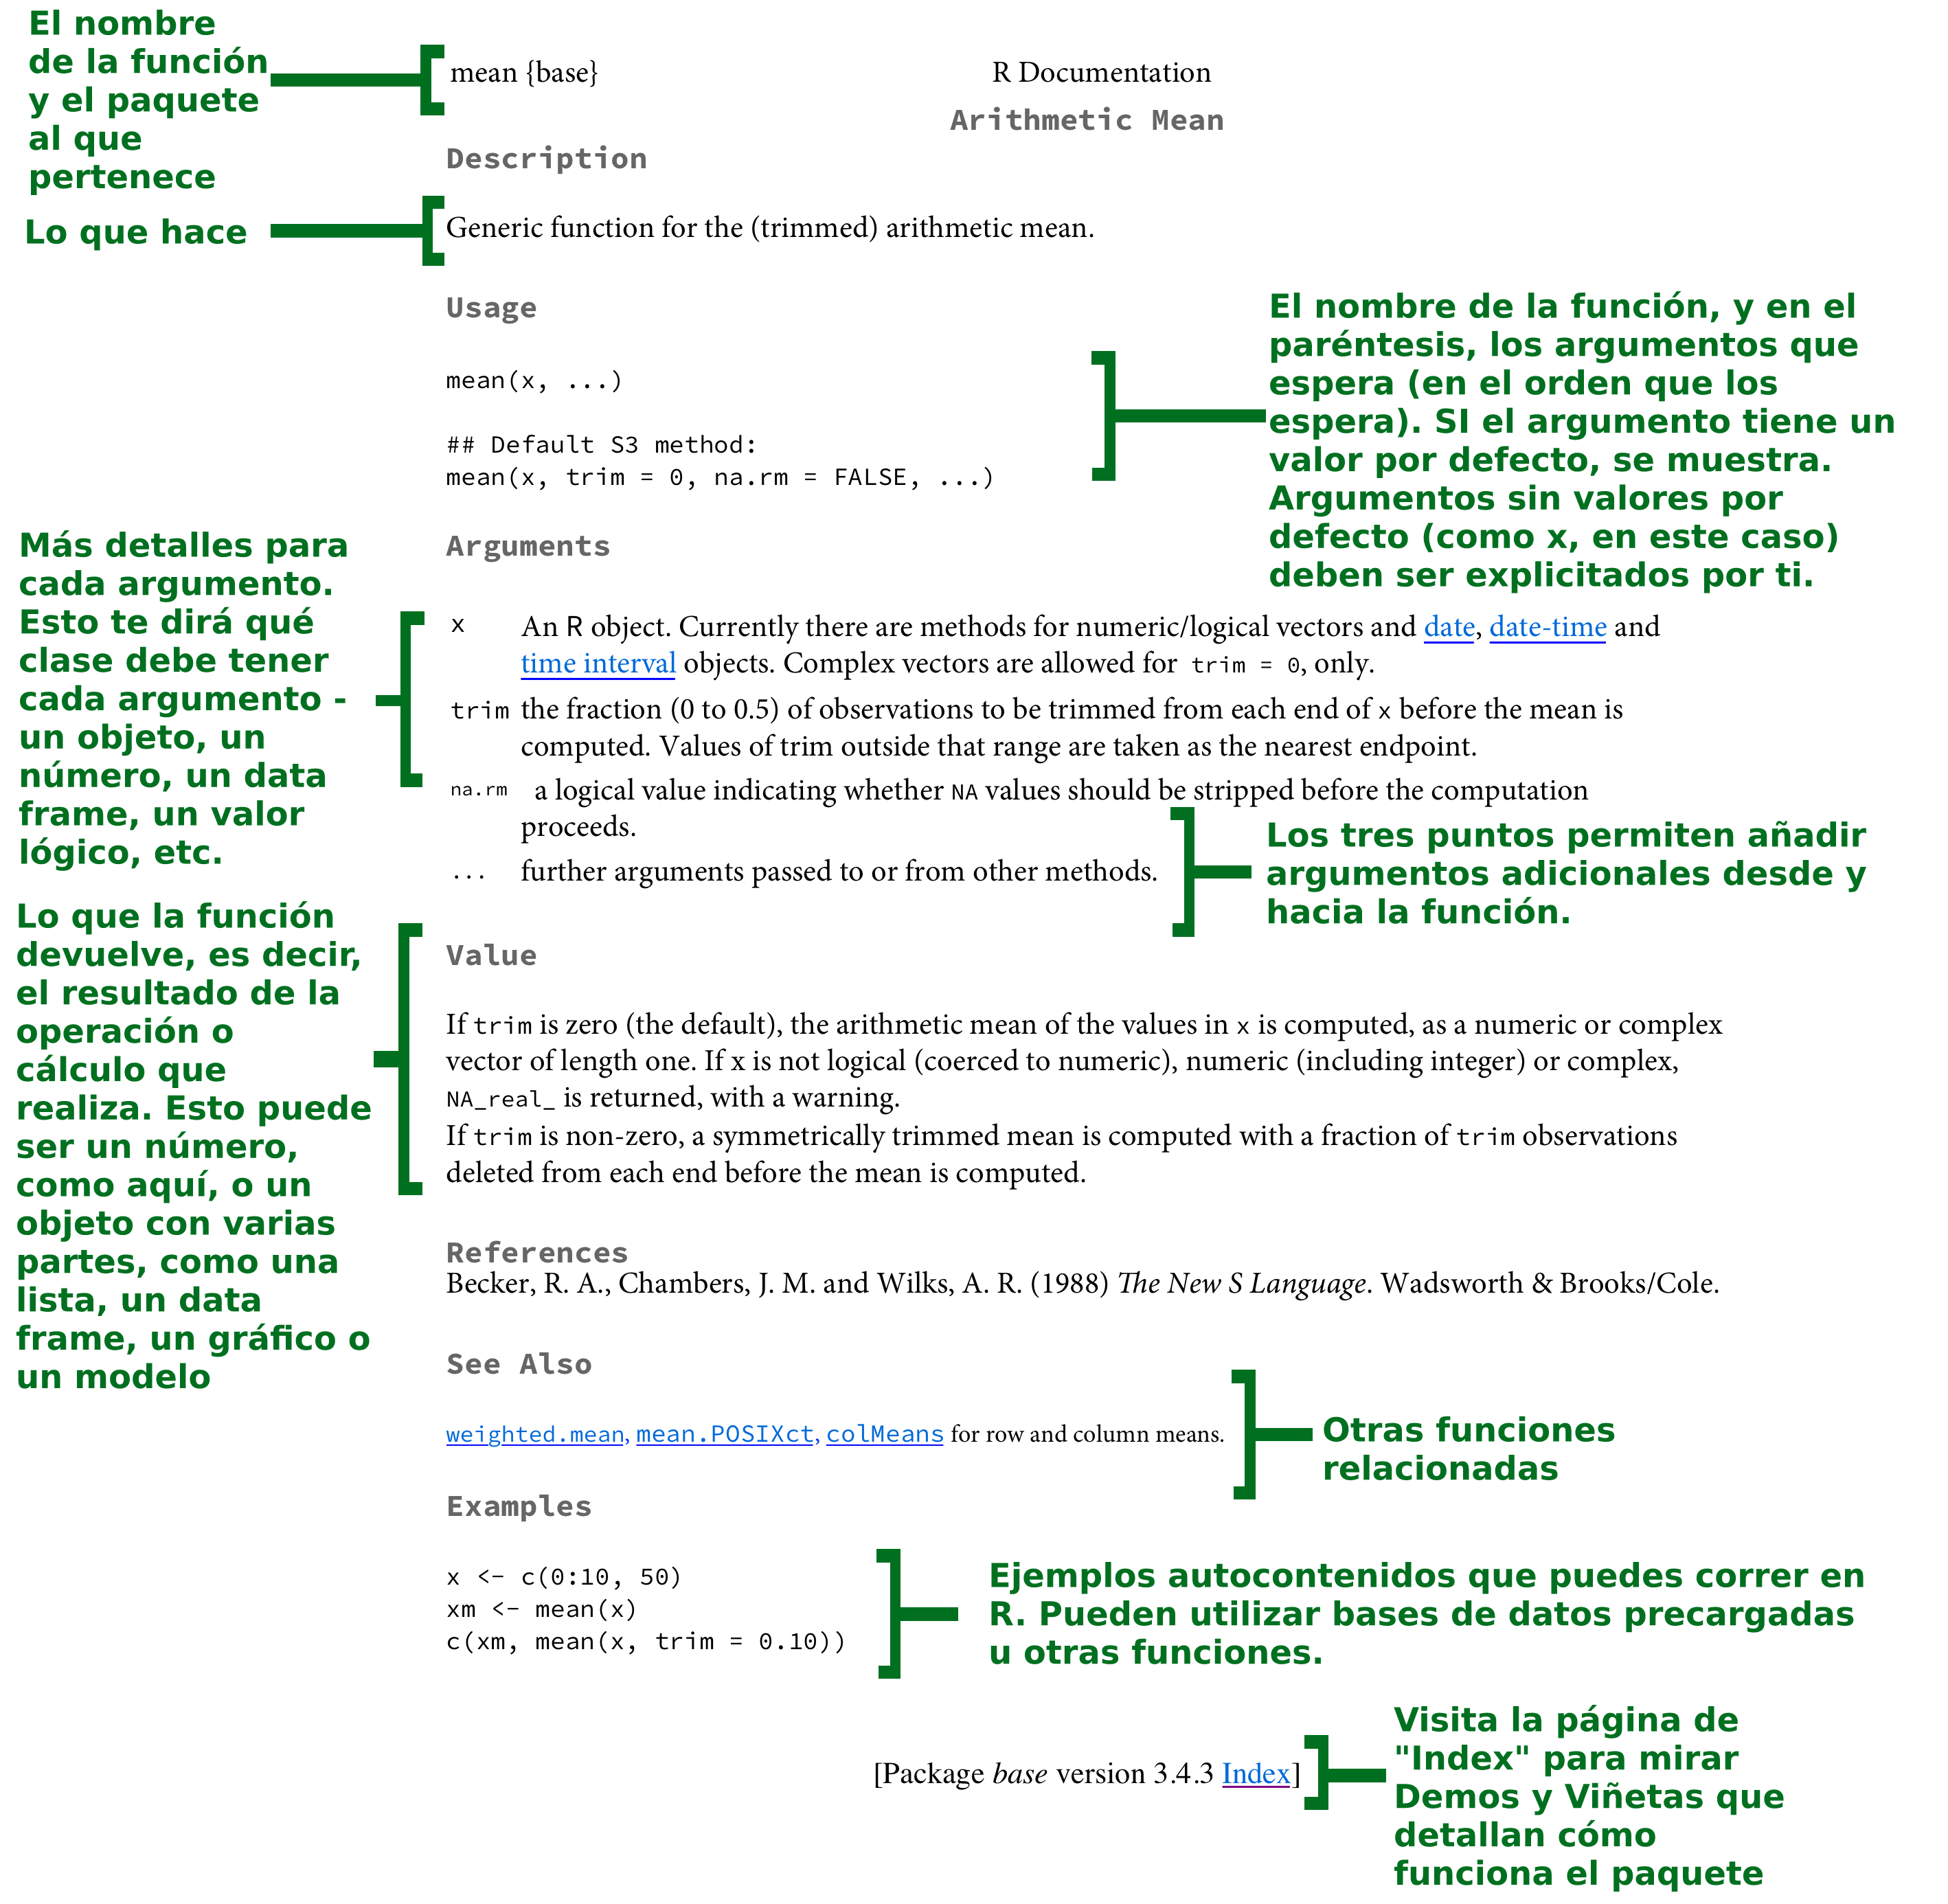 El nombre
de la función
y el paquete
al que
pertenece
mean {base}
R Documentation
Arithmetic Mean
Description
Lo que hace
Generic function for the (trimmed) arithmetic mean.
Usage
mean(x, ...)
## Default S3 method:
mean(x, trim = 0, na.rm = FALSE, ...)
El nombre de la función, y en el
paréntesis, los argumentos que
espera (en el orden que los
espera). SI el argumento tiene un
valor por defecto, se muestra.
Argumentos sin valores por
defecto (como x, en este caso)
deben ser explicitados por ti.
Arguments
Más detalles para
cada argumento.
Esto te dirá qué
clase debe tener
cada argumento -
un objeto, un
número, un data
frame, un valor
lógico, etc.
x An R object. Currently there are methods for numeric/logical vectors and date, date-time and
time interval objects. Complex vectors are allowed for trim = 0, only.
trim the fraction (0 to 0.5) of observations to be trimmed from each end of x before the mean is
computed. Values of trim outside that range are taken as the nearest endpoint.
na.rm a logical value indicating whether NA values should be stripped before the computation
proceeds.
... further arguments passed to or from other methods.
Los tres puntos permiten añadir
argumentos adicionales desde y
hacia la función.
Lo que la función
devuelve, es decir,
el resultado de la
operación o
cálculo que
realiza. Esto puede
ser un número,
como aquí, o un
objeto con varias
partes, como una
lista, un data
frame, un gráfico o
un modelo
Value
If trim is zero (the default), the arithmetic mean of the values in x is computed, as a numeric or complex
vector of length one. If x is not logical (coerced to numeric), numeric (including integer) or complex,
NA_real_ is returned, with a warning.
If trim is non-zero, a symmetrically trimmed mean is computed with a fraction of trim observations
deleted from each end before the mean is computed.
References
Becker, R. A., Chambers, J. M. and Wilks, A. R. (1988) The New S Language. Wadsworth & Brooks/Cole.
See Also
weighted.mean, mean.POSIXct, colMeans for row and column means.
Otras funciones
relacionadas
Examples
x <- c(0:10, 50)
xm <- mean(x)
c(xm, mean(x, trim = 0.10))
Ejemplos autocontenidos que puedes correr en
R. Pueden utilizar bases de datos precargadas
u otras funciones.
[Package base version 3.4.3 Index]
Visita la página de
"Index" para mirar
Demos y Viñetas que
detallan cómo
funciona el paquete